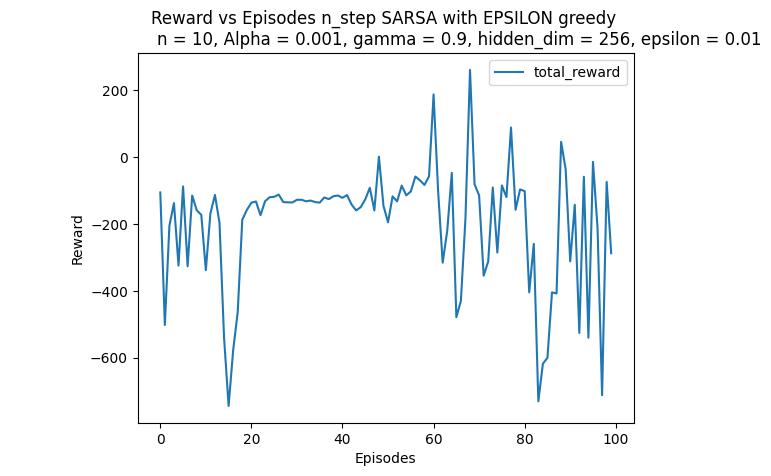 Reward vs Episodes n_step SARSA with EPSILON greedy
n = 10, Alpha = 0.001, gamma = 0.9, hidden_dim = 256, epsilon = 0.01
total_reward
200
0
−200
−400
−600
Reward
0 20 40 60 80 100
Episodes